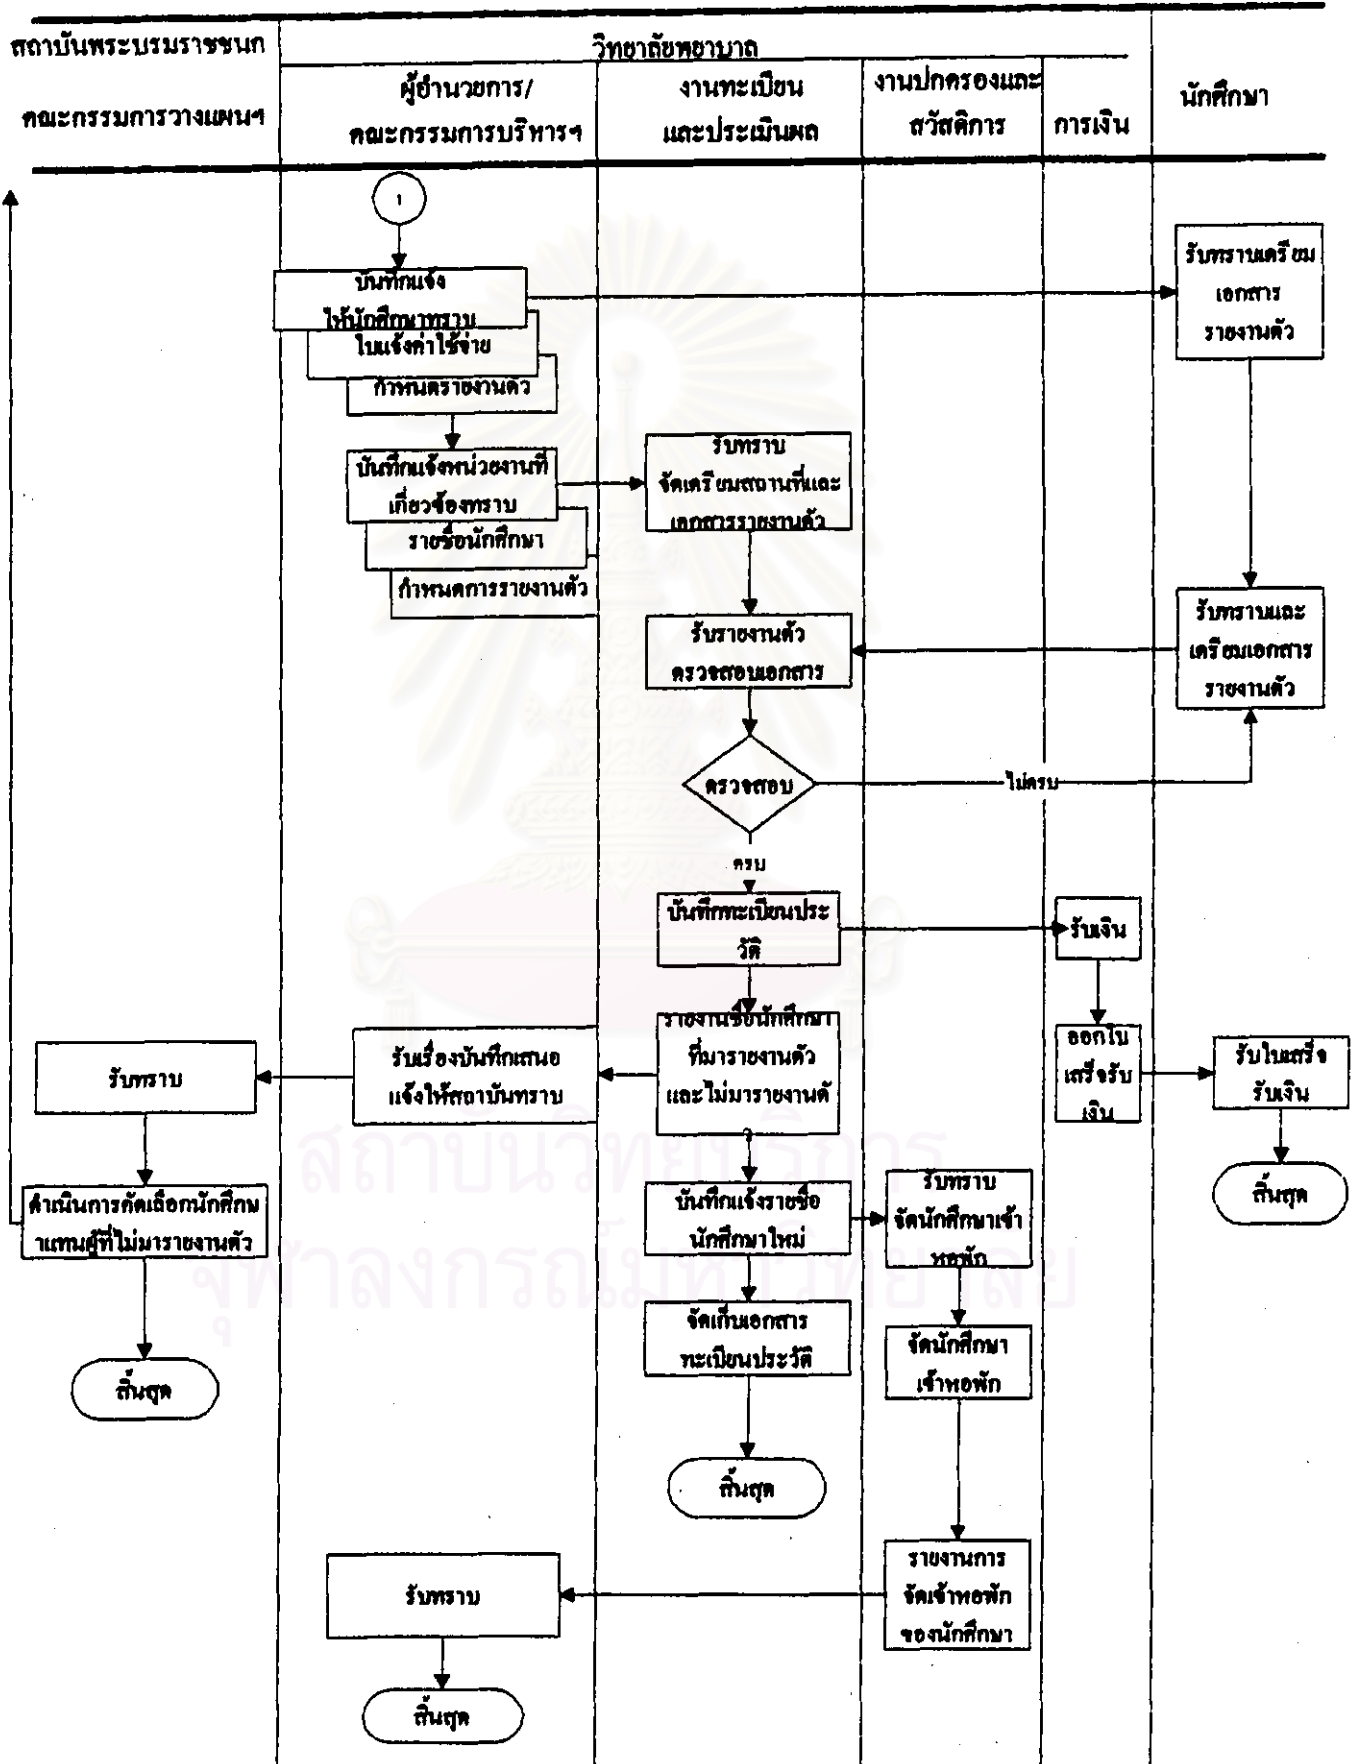 สถาบันพระบรมราชชนก
คณะกรรมการวางแผนฯ
วิทยาลัยพยาบาล
ผู้อำนวยการ/
คณะกรรมการบริหารฯ
งานทะเบียน
และประเมินผล
งานปกครองและ
สวัสดิการ
การเงิน
นักศึกษา
1
บันทึกแจ้ง
ให้นักศึกษาทราบ
ใบแจ้งค่าใช้จ่าย
กำหนดรายงานตัว
รับทราบเตรียม
เอกสาร
รายงานตัว
บันทึกแจ้งหน่วยงานที่
เกี่ยวข้องทราบ
รายชื่อนักศึกษา
กำหนดการรายงานตัว
รับทราบ
จัดเตรียมสถานที่และ
เอกสารรายงานตัว
รับรายงานตัว
ตรวจสอบเอกสาร
รับทราบและ
เตรียมเอกสาร
รายงานตัว
ตรวจสอบ
ไม่ครบ
ครบ
บันทึกทะเบียนประ
วัติ
รับเงิน
รายงานชื่อนักศึกษา
ที่มารายงานตัว
และไม่มารายงานตั
ว
รับเรื่องบันทึกเสนอ
แจ้งให้สถาบันทราบ
รับทราบ
ออกใบ
เสร็จรับ
เงิน
รับใบเสร็จ
รับเงิน
สิ้นสุด
ดำเนินการคัดเลือกนักศึกษ
าแทนผู้ที่ไม่มารายงานตัว
สิ้นสุด
บันทึกแจ้งรายชื่อ
นักศึกษาใหม่
รับทราบ
จัดนักศึกษาเข้า
หอพัก
จัดเก็บเอกสาร
ทะเบียนประวัติ
จัดนักศึกษา
เข้าหอพัก
สิ้นสุด
รายงานการ
จัดเข้าหอพัก
ของนักศึกษา
รับทราบ
สิ้นสุด
สถาบันวิทยบริการ
จุฬาลงกรณ์มหาวิทยาลัย